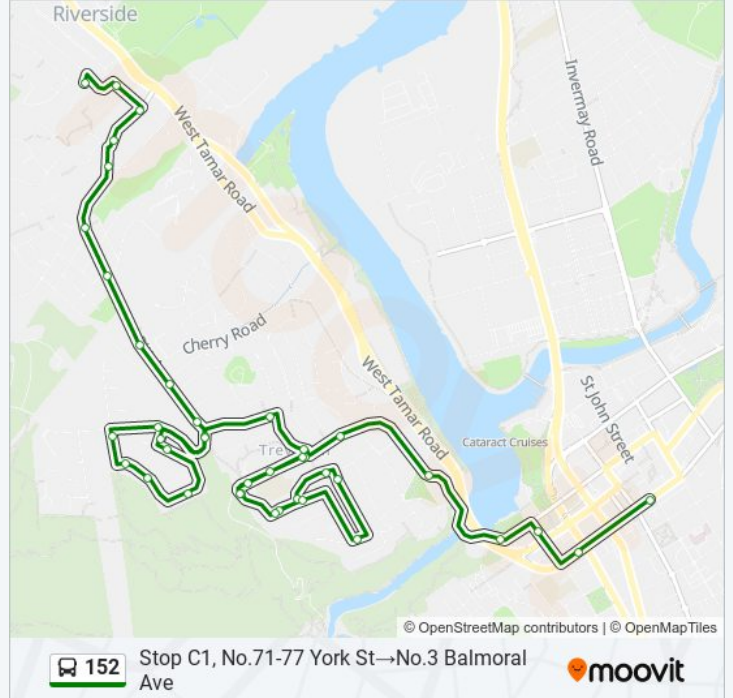 Riverside
Invermay Road
West Tamar Road
Cherry Road
West Tamar Road
St John Street
Cataract Cruises
© OpenStreetMap contributors | © OpenMapTiles
152
Stop C1, No.71-77 York St→No.3 Balmoral
Ave
moovit